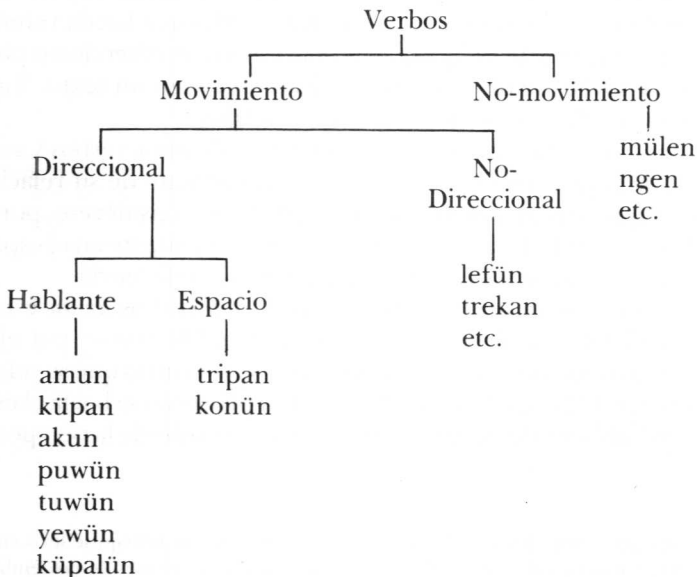 Verbos
Movimiento
No-movimiento
mülen
ngen
etc.
Direccional
No-
Direccional
lefün
trekan
etc.
Hablante
Espacio
amun
küpan
akun
puwün
tuwün
yewün
küpalün
tripan
konün